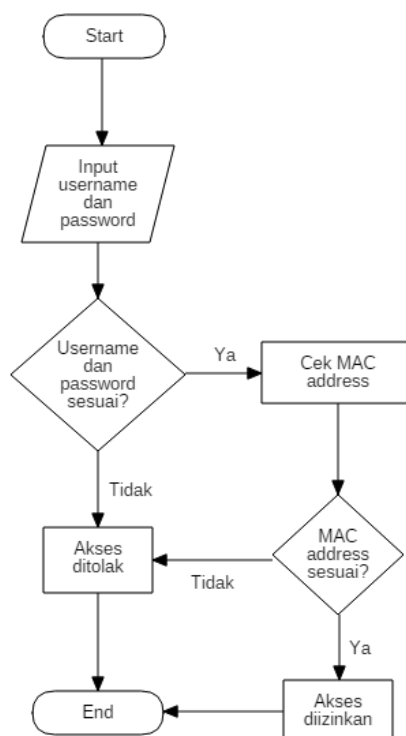 Start
Input
username
dan
password
Username
dan
password
sesuai?
Ya
Cek MAC
address
Tidak
MAC
address
sesuai?
Akses
ditolak
Tidak
Ya
Akses
diizinkan
End